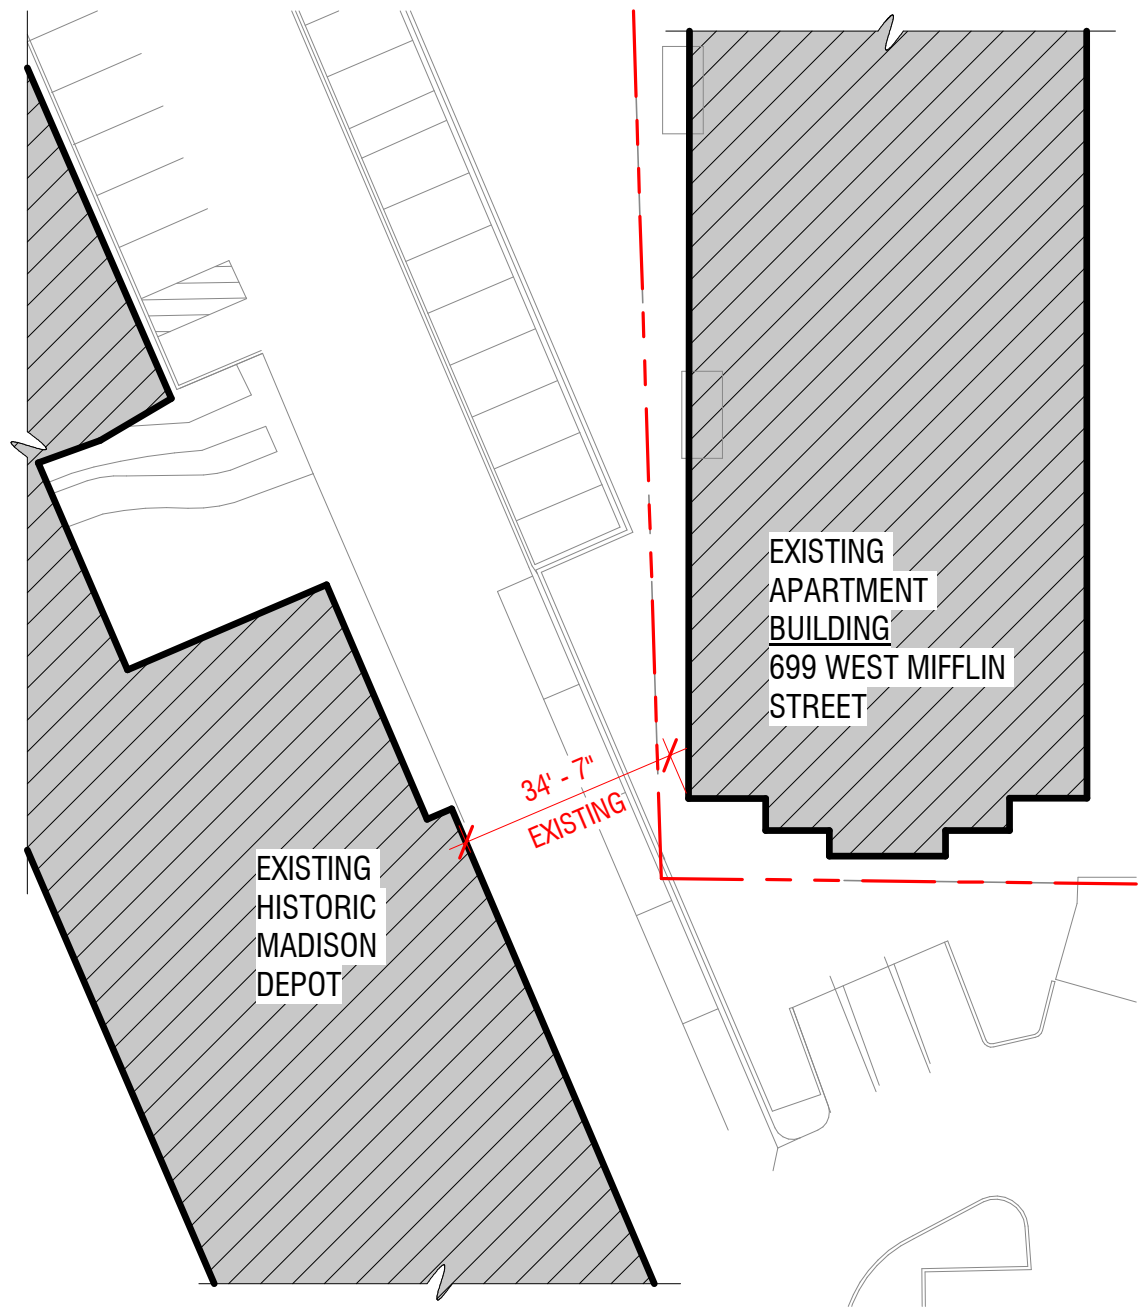 EXISTING
APARTMENT
BUILDING
699 WEST MIFFLIN
STREET
34' - 7"
EXISTING
EXISTING
HISTORIC
MADISON
DEPOT